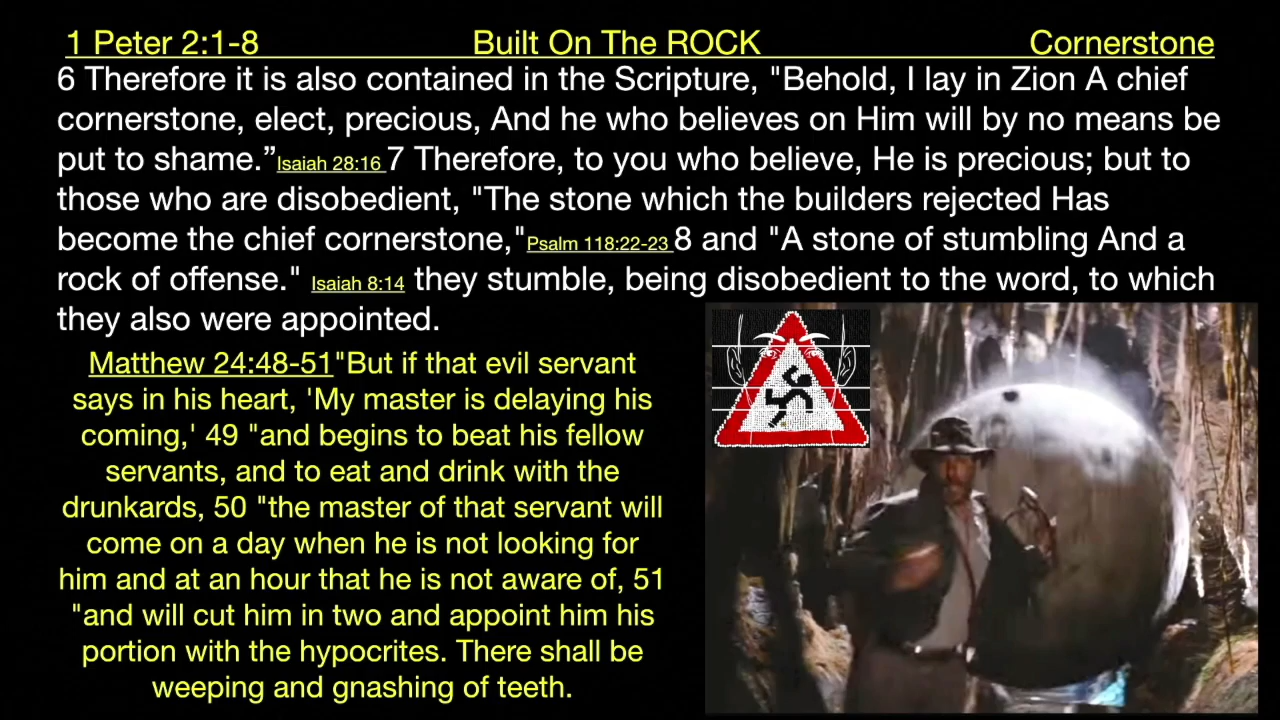 1 Peter 2:1-8 Built On The ROCK Cornerstone
6 Therefore it is also contained in the Scripture, "Behold, I lay in Zion A chief
cornerstone, elect, precious, And he who believes on Him will by no means be
put to shame.” Isaiah 28:16 7 Therefore, to you who believe, He is precious; but to
those who are disobedient, "The stone which the builders rejected Has
become the chief cornerstone," Psalm 118:22-23 8 and "A stone of stumbling And a
rock of offense." Isaiah 8:14 they stumble, being disobedient to the word, to which
they also were appointed.
Matthew 24:48-51"But if that evil servant
says in his heart, 'My master is delaying his
coming,' 49 "and begins to beat his fellow
servants, and to eat and drink with the
drunkards, 50 "the master of that servant will
come on a day when he is not looking for
him and at an hour that he is not aware of, 51
"and will cut him in two and appoint him his
portion with the hypocrites. There shall be
weeping and gnashing of teeth.